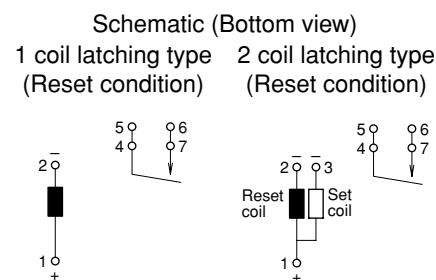 Schematic (Bottom view)
1 coil latching type
(Reset condition)
2 coil latching type
(Reset condition)
5 6
4 7
–
2
1
+
5 6
4 7
– –
2 3
Reset coil
Set coil
1
+